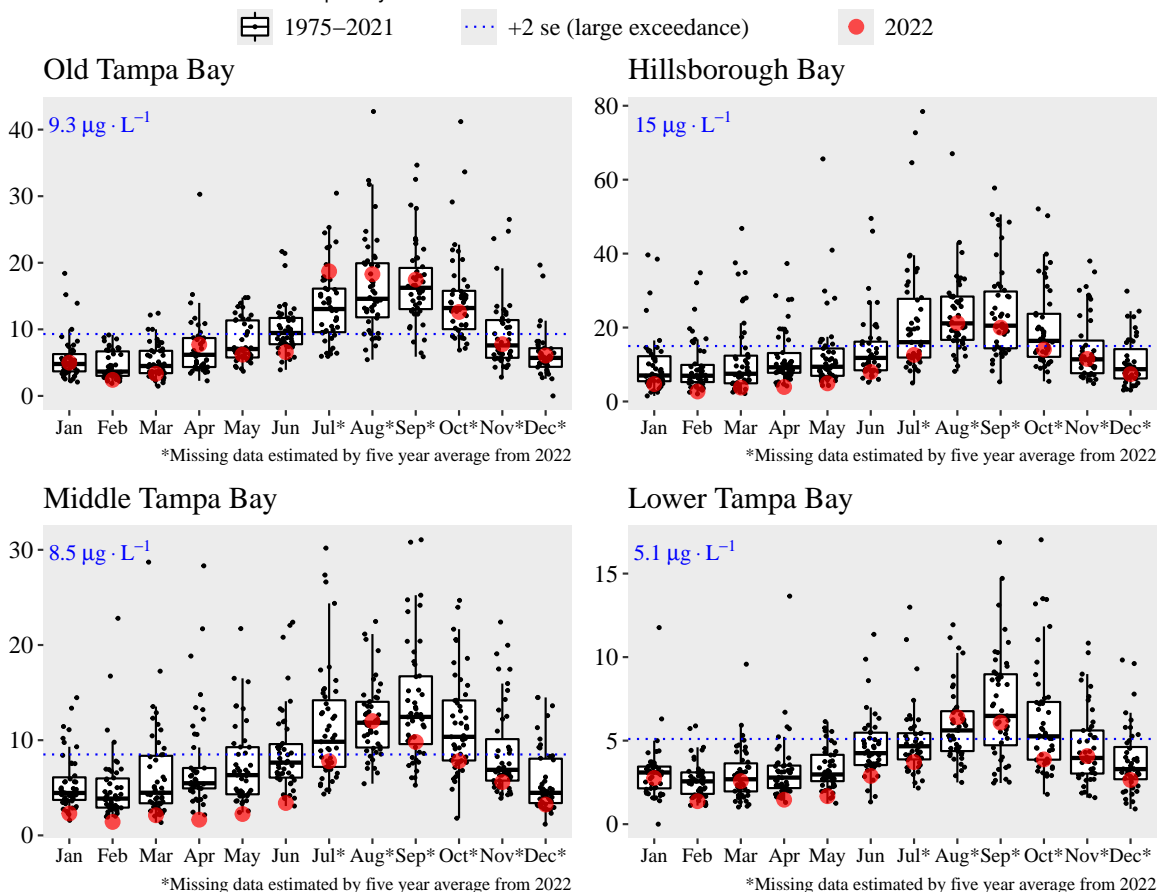 1975–2021 +2 se (large exceedance) 2022
Old Tampa Bay
9.3 μg · L⁻¹
40
30
20
10
0
Jan Feb Mar Apr May Jun Jul* Aug* Sep* Oct* Nov* Dec*
*Missing data estimated by five year average from 2022
Hillsborough Bay
15 μg · L⁻¹
80
60
40
20
0
Jan Feb Mar Apr May Jun Jul* Aug* Sep* Oct* Nov* Dec*
*Missing data estimated by five year average from 2022
Middle Tampa Bay
8.5 μg · L⁻¹
30
20
10
0
Jan Feb Mar Apr May Jun Jul* Aug* Sep* Oct* Nov* Dec*
*Missing data estimated by five year average from 2022
Lower Tampa Bay
5.1 μg · L⁻¹
15
10
5
0
Jan Feb Mar Apr May Jun Jul* Aug* Sep* Oct* Nov* Dec*
*Missing data estimated by five year average from 2022